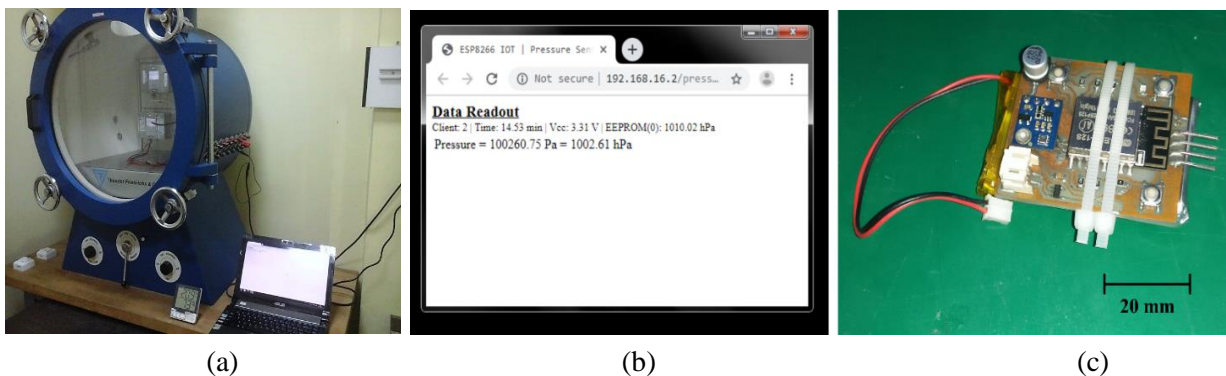 ESP8266 IOT | Pressure Sen
Not secure | 192.168.16.2/press...
Data Readout
Client: 2 | Time: 14.53 min | Vcc: 3.31 V | EEPROM(0): 1010.02 hPa
Pressure = 100260.75 Pa = 1002.61 hPa
20 mm
(a)
(b)
(c)